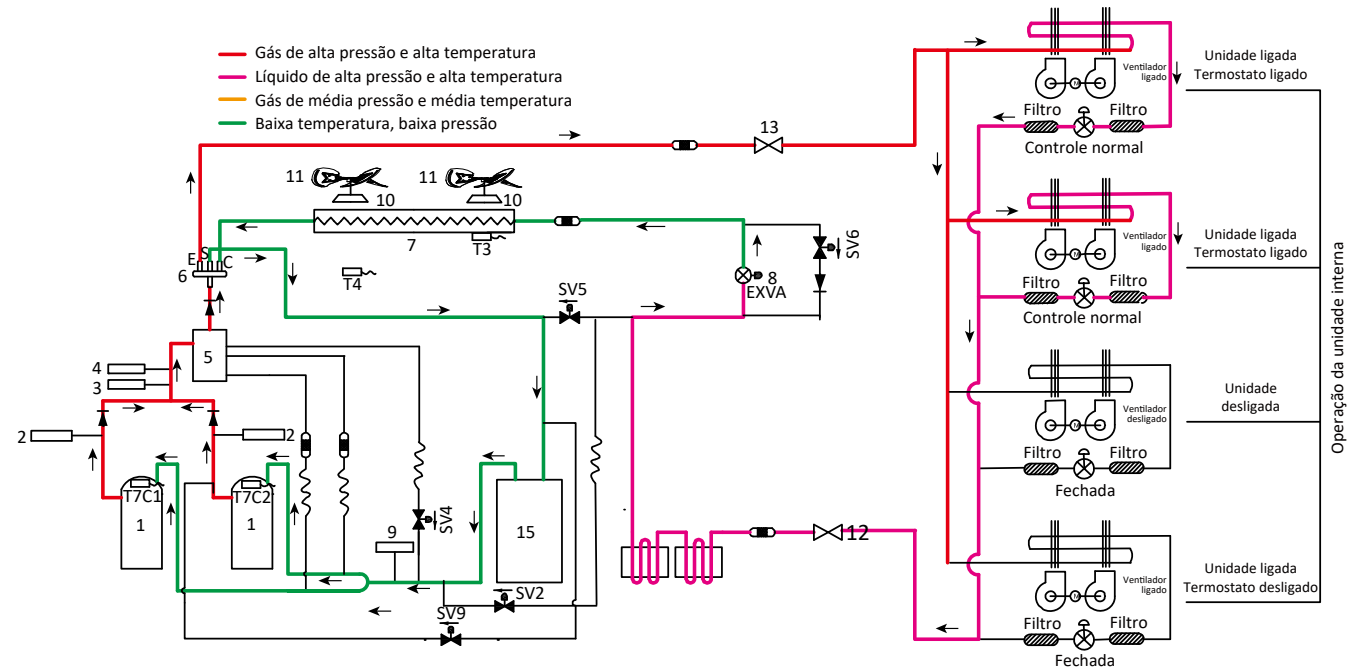 Gás de alta pressão e alta temperatura
Líquido de alta pressão e alta temperatura
Gás de média pressão e média temperatura
Baixa temperatura, baixa pressão
13
11
10
11
10
7
T3
T4
E
S
C
6
5
4
3
2
2
T7C1
1
T7C2
1
9
SV4
15
SV2
SV9
SV5
8
EXVA
SV6
12
Ventilador
ligado
M
Filtro
Filtro
Controle normal
Unidade ligada
Termostato ligado
Ventilador
ligado
M
Filtro
Filtro
Controle normal
Unidade ligada
Termostato ligado
Ventilador
desligado
M
Filtro
Filtro
Fechada
Unidade
desligada
Ventilador
ligado
M
Filtro
Filtro
Fechada
Unidade ligada
Termostato desligado
Operação da unidade interna